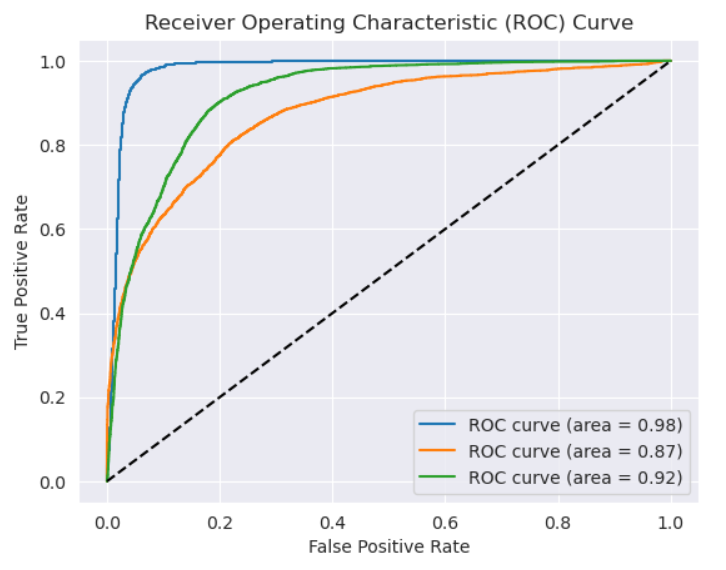 Receiver Operating Characteristic (ROC) Curve
True Positive Rate
1.0
0.8
0.6
0.4
0.2
0.0
ROC curve (area = 0.98)
ROC curve (area = 0.87)
ROC curve (area = 0.92)
0.0 0.2 0.4 0.6 0.8 1.0
False Positive Rate